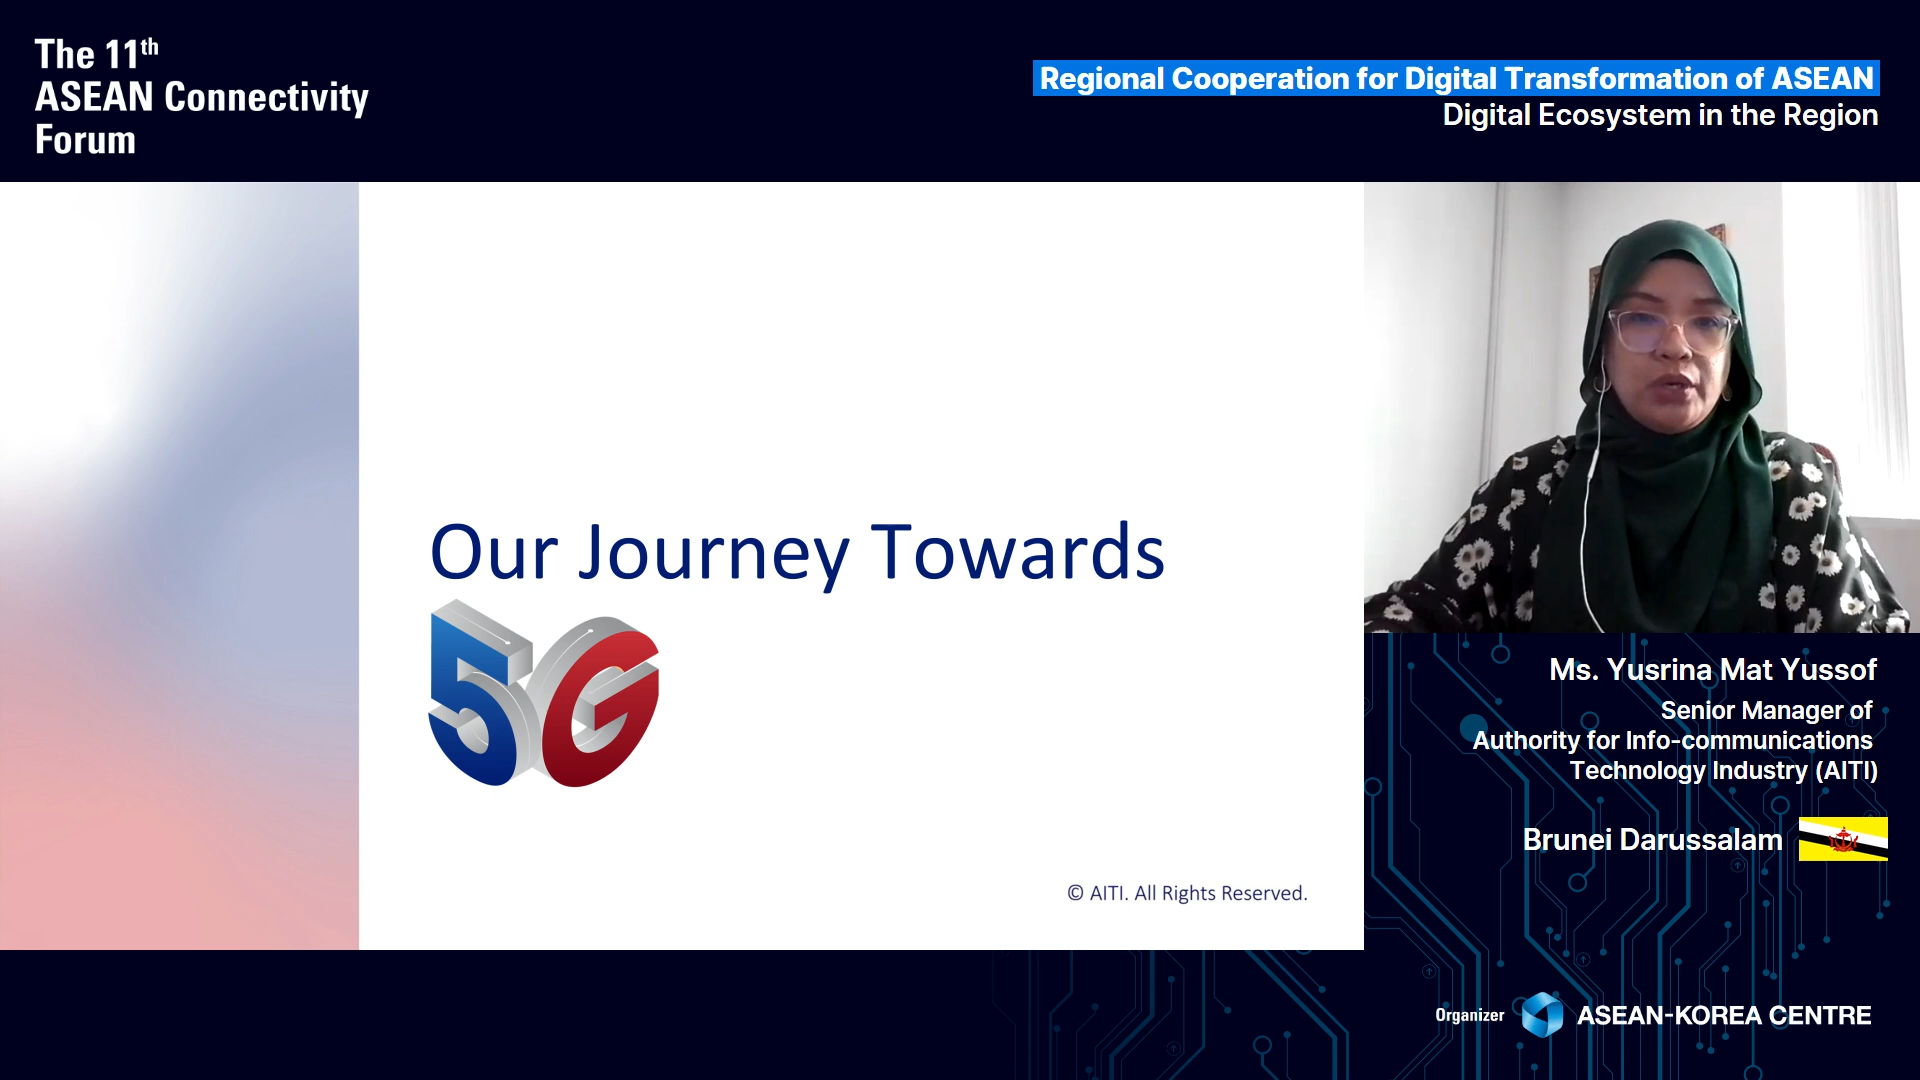 The 11th
ASEAN Connectivity
Forum
Regional Cooperation for Digital Transformation of ASEAN
Digital Ecosystem in the Region
Our Journey Towards
5G
© AITI. All Rights Reserved.
Ms. Yusrina Mat Yussof
Senior Manager of
Authority for Info-communications
Technology Industry (AITI)
Brunei Darussalam
Organizer ASEAN-KOREA CENTRE